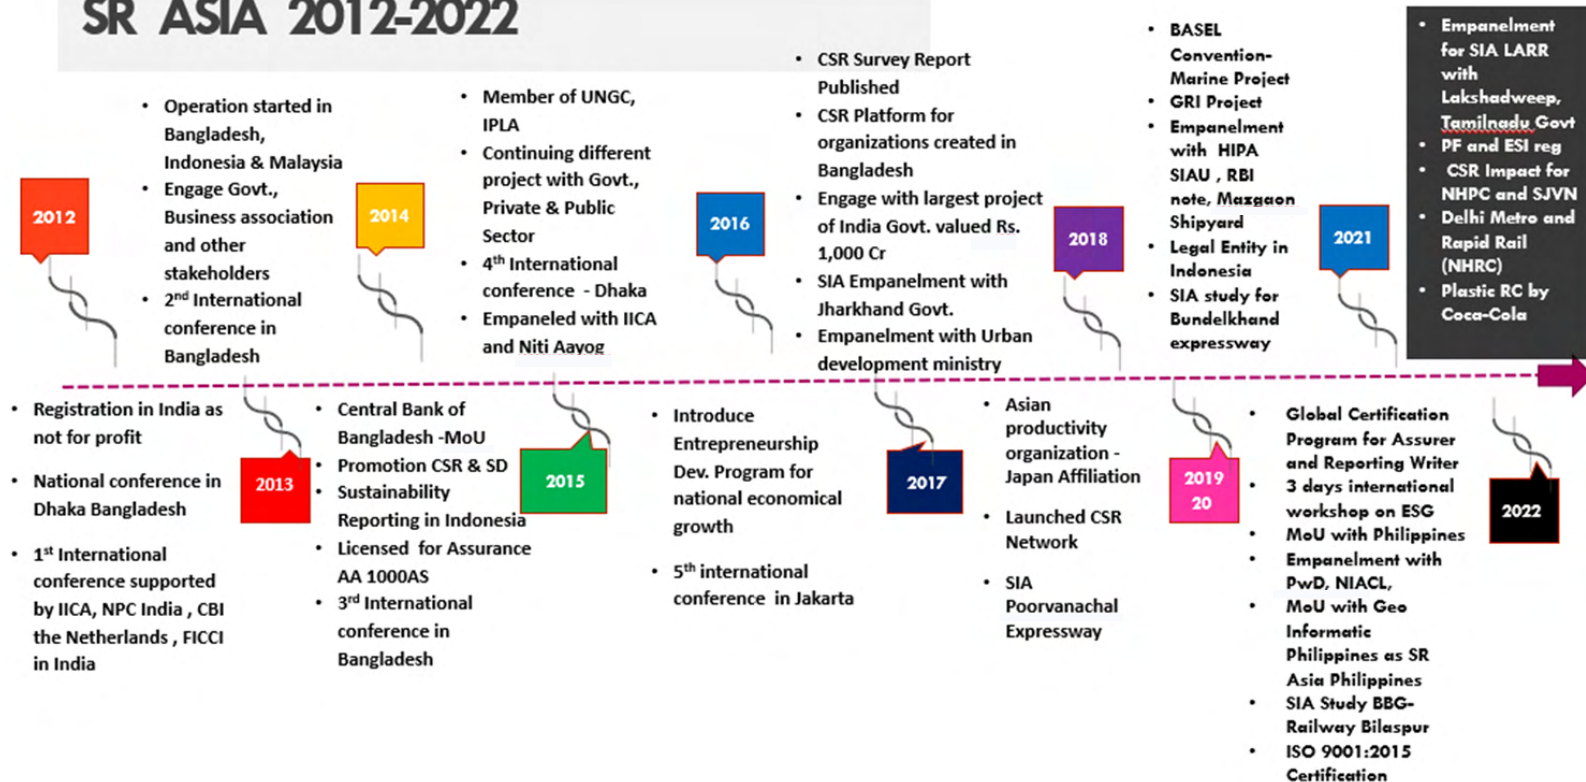 SR ASIA 2012-2022
2012
• Registration in India as
not for profit
• National conference in
Dhaka Bangladesh
• 1st International
conference supported
by IICA, NPC India , CBI
the Netherlands , FICCI
in India
• Operation started in
Bangladesh,
Indonesia & Malaysia
• Engage Govt.,
Business association
and other
stakeholders
• 2nd International
conference in
Bangladesh
2013
2014
• Central Bank of
Bangladesh -MoU
• Promotion CSR & SD
• Sustainability
Reporting in Indonesia
• Licensed for Assurance
AA 1000AS
• 3rd International
conference in
Bangladesh
• Member of UNGC,
IPLA
• Continuing different
project with Govt.,
Private & Public
Sector
• 4th International
conference - Dhaka
• Empaneled with IICA
and Niti Aayog
2015
2016
• Introduce
Entrepreneurship
Dev. Program for
national economical
growth
• 5th international
conference in Jakarta
• CSR Survey Report
Published
• CSR Platform for
organizations created in
Bangladesh
• Engage with largest project
of India Govt. valued Rs.
1,000 Cr
• SIA Empanelment with
Jharkhand Govt.
• Empanelment with Urban
development ministry
2017
2018
• Asian
productivity
organization -
Japan Affiliation
• Launched CSR
Network
• SIA
Poorvanachal
Expressway
• BASEL
Convention-
Marine Project
• GRI Project
• Empanelment
with HIPA
SIAU , RBI
note, Mazgaon
Shipyard
• Legal Entity in
Indonesia
• SIA study for
Bundelkhand
expressway
2019
20
2021
• Global Certification
Program for Assurer
and Reporting Writer
• 3 days international
workshop on ESG
• MoU with Philippines
• Empanelment with
PwD, NIACL,
• MoU with Geo
Informatic
Philippines as SR
Asia Philippines
• SIA Study BBG-
Railway Bilaspur
• ISO 9001:2015
Certification
• Empanelment
for SIA LARR
with
Lakshadweep,
Tamilnadu Govt
• PF and ESI reg
• CSR Impact for
NHPC and SJVN
• Delhi Metro and
Rapid Rail
(NHRC)
• Plastic RC by
Coca-Cola
2022